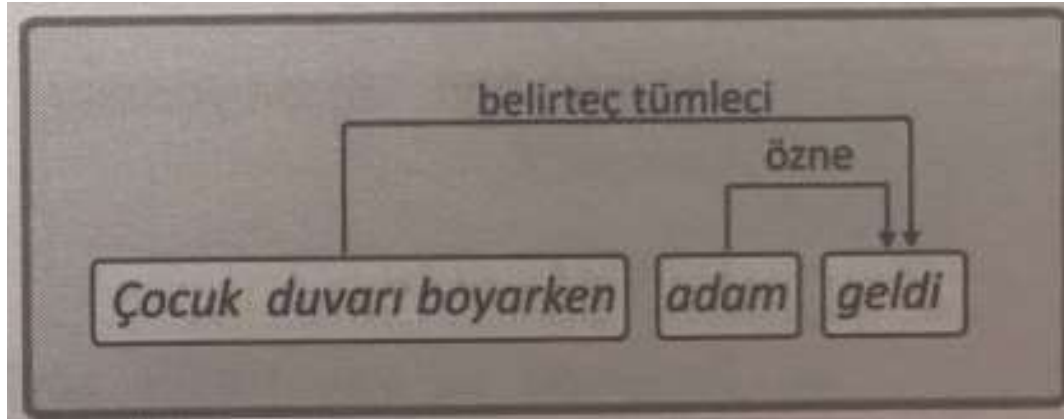 belirteç tümleci
özne
Çocuk duvarı boyarken adam geldi